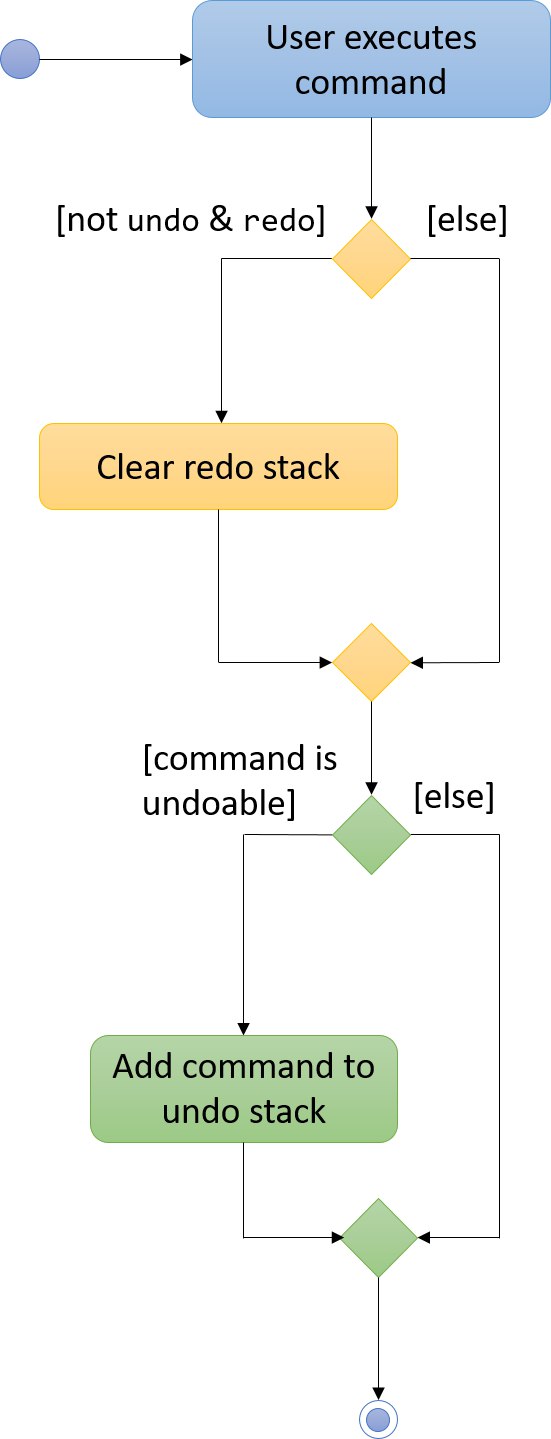 User executes
command
[not undo & redo]
[else]
Clear redo stack
[command is
undoable]
[else]
Add command to
undo stack